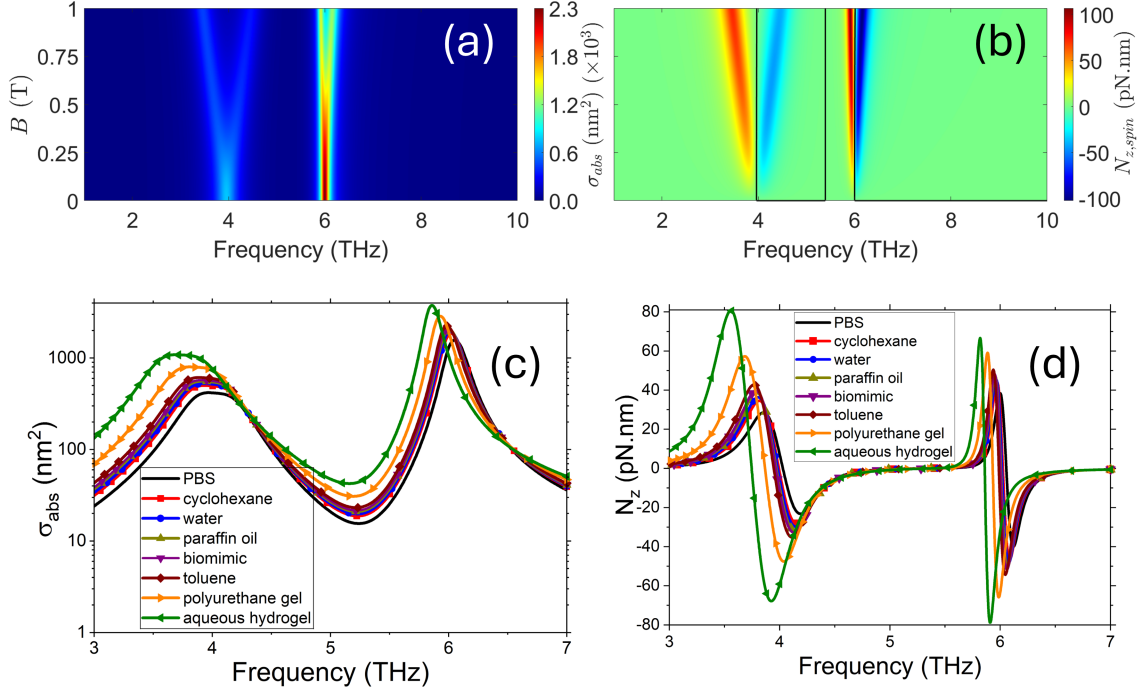 (a)
1
0.75
0.5
0.25
0
B (T)
2
4
6
8
10
Frequency (THz)
2.3
1.8
1.2
0.6
0.0
σabs (nm²) (×10³)
(b)
2
4
6
8
10
Frequency (THz)
100
50
0
-50
-100
Nz,spin (pN.nm)
(c)
1000
100
10
1
σabs (nm²)
PBS
cyclohexane
water
paraffin oil
biomimic
toluene
polyurethane gel
aqueous hydrogel
3
4
5
6
7
Frequency (THz)
(d)
80
60
40
20
0
-20
-40
-60
-80
Nz (pN.nm)
PBS
cyclohexane
water
paraffin oil
biomimic
toluene
polyurethane gel
aqueous hydrogel
3
4
5
6
7
Frequency (THz)